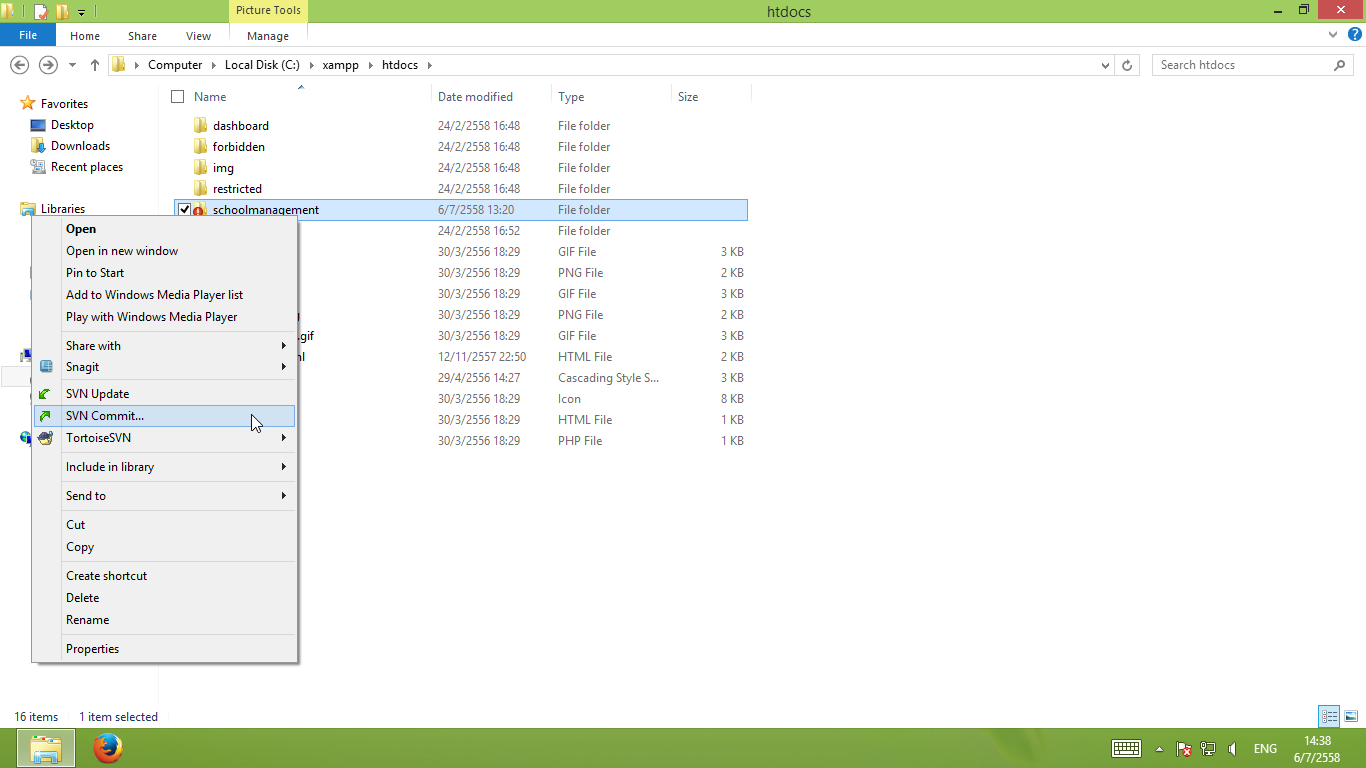 Picture Tools
htdocs
File Home Share View Manage
Computer Local Disk (C:) xampp htdocs Search htdocs
Favorites
Desktop
Downloads
Recent places
Libraries
Name Date modified Type Size
dashboard 24/2/2558 16:48 File folder
forbidden 24/2/2558 16:48 File folder
img 24/2/2558 16:48 File folder
restricted 24/2/2558 16:48 File folder
schoolmanagement 6/7/2558 13:20 File folder
24/2/2558 16:52 File folder
30/3/2556 18:29 GIF File 3 KB
30/3/2556 18:29 PNG File 2 KB
30/3/2556 18:29 GIF File 3 KB
30/3/2556 18:29 PNG File 2 KB
.gif 30/3/2556 18:29 GIF File 3 KB
12/11/2557 22:50 HTML File 2 KB
29/4/2556 14:27 Cascading Style S... 3 KB
30/3/2556 18:29 Icon 8 KB
30/3/2556 18:29 HTML File 1 KB
30/3/2556 18:29 PHP File 1 KB
Open
Open in new window
Pin to Start
Add to Windows Media Player list
Play with Windows Media Player
Share with
Snagit
SVN Update
SVN Commit...
TortoiseSVN
Include in library
Send to
Cut
Copy
Create shortcut
Delete
Rename
Properties
16 items 1 item selected
ENG
14:38
6/7/2558